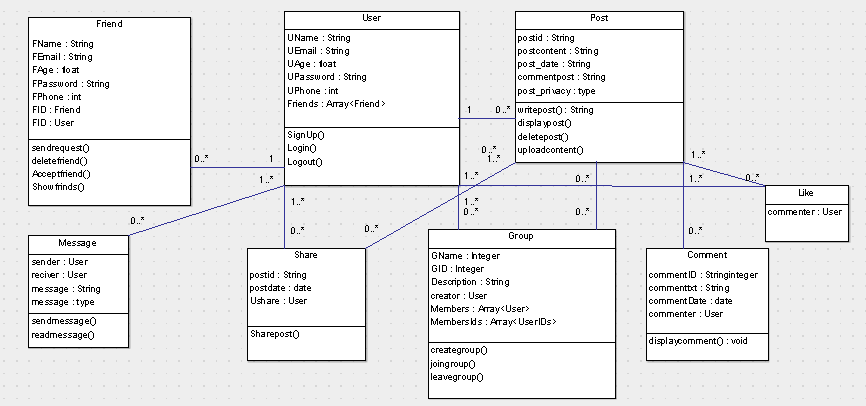 Friend
FName : String
FEmail : String
FAge : float
FPassword : String
FPhone : int
FID : Friend
FID : User
sendrequest()
deletefriend()
Acceptfriend()
Showfrinds()
User
UName : String
UEmail : String
UAge : float
UPassword : String
UPhone : int
Friends : Array<Friend>
SignUp()
Login()
Logout()
Post
postid : String
postcontent : String
post_date : String
commentpost : String
post_privacy : type
writepost() : String
displaypost()
deletepost()
uploadcontent()
1
0..*
0..*
1
0..*
1..*
1..*
1..*
1..*
0..*
1..*
0..*
0..*
1..*
1..*
0..*
0..*
0..*
0..*
0..*
0..*
Like
commenter : User
Message
sender : User
reciver : User
message : String
message : type
sendmessage()
readmessage()
Share
postid : String
postdate : date
Ushare : User
Sharepost()
Group
GName : Integer
GID : Integer
Description : String
creator : User
Members : Array<User>
MembersIds : Array<UserIDs>
creategroup()
joingroup()
leavegroup()
Comment
commentID : Stringinteger
commenttxt : String
commentDate : date
commenter : User
displaycomment() : void